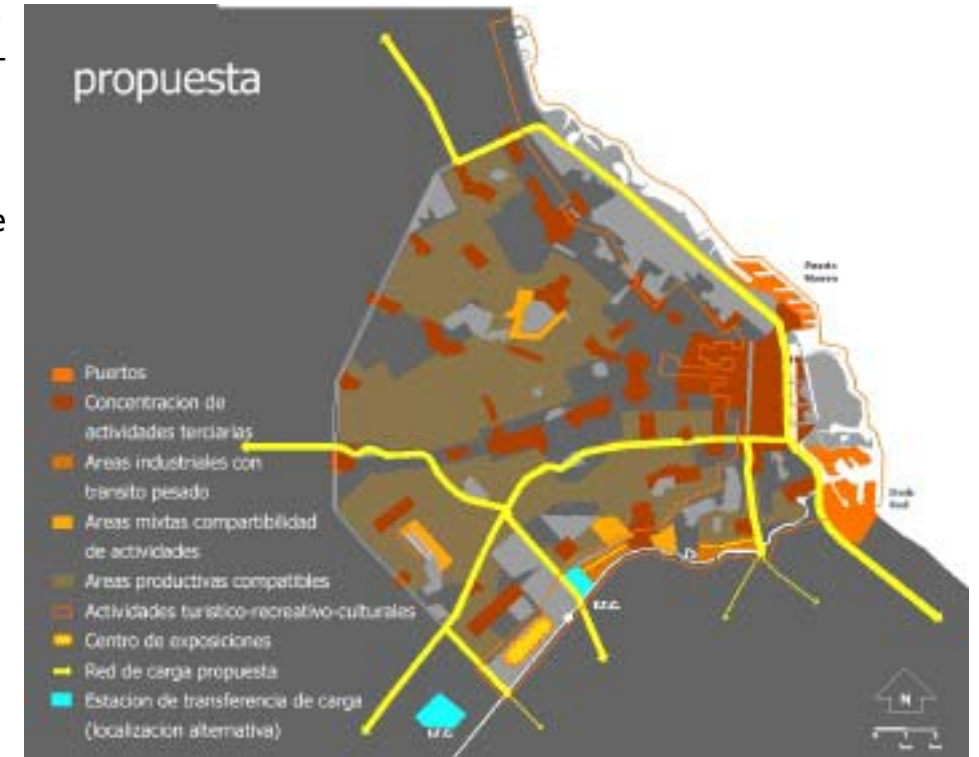 propuesta
Puerto
Nuevo
Puertos
Concentracion de
actividades terciarias
Areas industriales con
transito pesado
Areas mixtas compartibilidad
de actividades
Areas productivas compatibles
Actividades turistico-recreativo-culturales
Centro de exposiciones
Red de carga propuesta
Estacion de transferencia de carga
(localizacion alternativa)
Dock
Sud
E.T.C.
E.T.C.
N
e